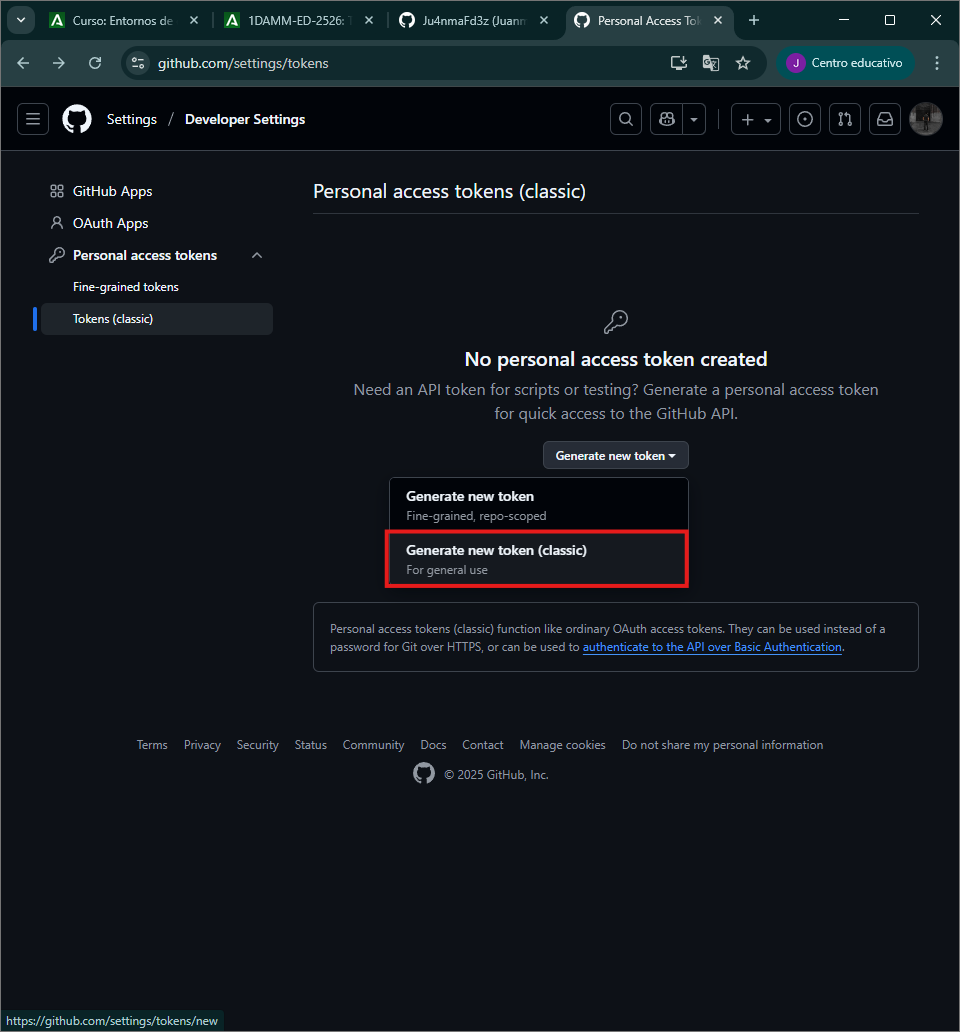 Curso: Entornos de
1DAMM-ED-2526:
Ju4nmaFd3z (Juann
Personal Access Tok
github.com/settings/tokens
J
Centro educativo
Settings / Developer Settings
GitHub Apps
OAuth Apps
Personal access tokens
Fine-grained tokens
Tokens (classic)
Personal access tokens (classic)
No personal access token created
Need an API token for scripts or testing? Generate a personal access token
for quick access to the GitHub API.
Generate new token
Generate new token
Fine-grained, repo-scoped
Generate new token (classic)
For general use
Personal access tokens (classic) function like ordinary OAuth access tokens. They can be used instead of a
password for Git over HTTPS, or can be used to authenticate to the API over Basic Authentication.
Terms Privacy Security Status Community Docs Contact Manage cookies Do not share my personal information
© 2025 GitHub, Inc.
https://github.com/settings/tokens/new